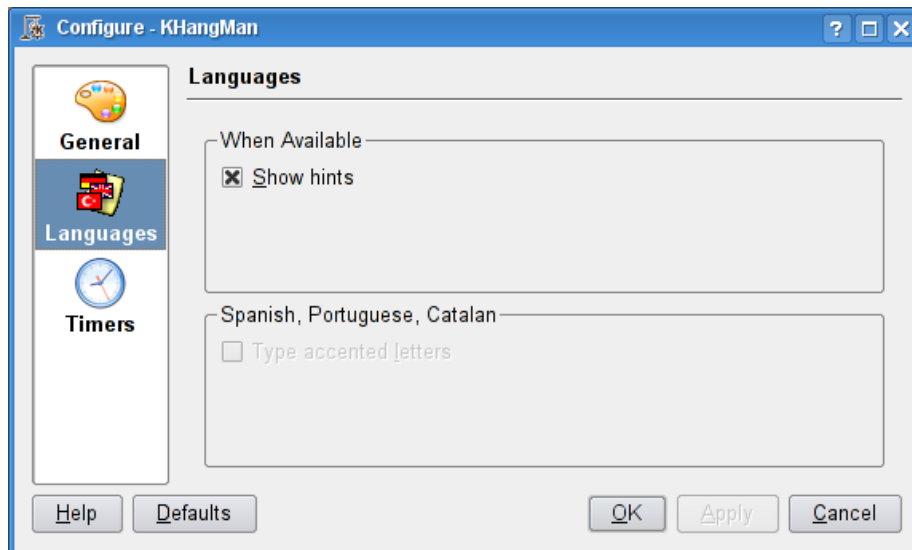 Configure - KHangMan
General
Languages
Timers
Languages
When Available
Show hints
Spanish, Portuguese, Catalan
Type accented letters
Help
Defaults
OK
Apply
Cancel